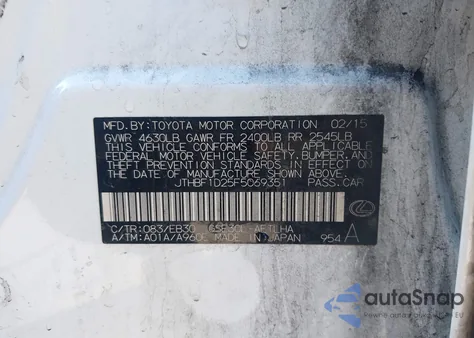 MFD.BY: TOYOTA MOTOR CORPORATION 02/15
GVWR 4630LB GAWR FR 2400LB RR 2545LB
THIS VEHICLE CONFORMS TO ALL APPLICABLE
FEDERAL MOTOR VEHICLE SAFETY, BUMPER, AND
THEFT PREVENTION STANDARDS IN EFFECT ON
THE DATE OF MANUFACTURE SHOWN ABOVE.
JTHBF1D25F5069351 PASS.CAR
C/TR: 083/EB30 AFTLHA
A/TM: A01A/A960E MADE IN JAPAN 954 A
autoSnap